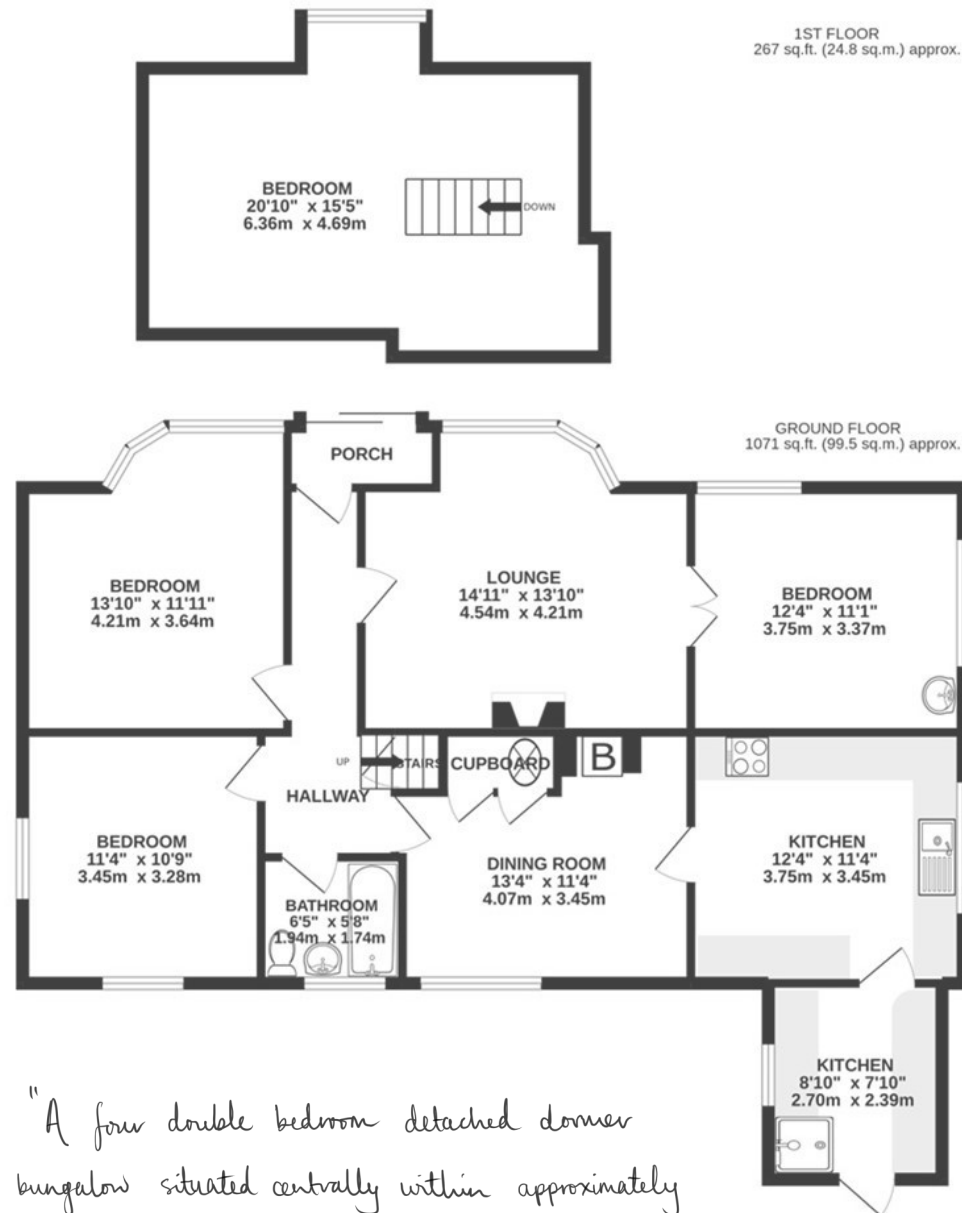 1ST FLOOR
267 sq.ft. (24.8 sq.m.) approx.
BEDROOM
20'10" x 15'5"
6.36m x 4.69m
DOWN
GROUND FLOOR
1071 sq.ft. (99.5 sq.m.) approx.
PORCH
BEDROOM
13'10" x 11'11"
4.21m x 3.64m
LOUNGE
14'11" x 13'10"
4.54m x 4.21m
BEDROOM
12'4" x 11'1"
3.75m x 3.37m
UP
STAIRS
CUPBOARD
B
HALLWAY
BEDROOM
11'4" x 10'9"
3.45m x 3.28m
BATHROOM
6'5" x 5'8"
1.94m x 1.74m
DINING ROOM
13'4" x 11'4"
4.07m x 3.45m
KITCHEN
12'4" x 11'4"
3.75m x 3.45m
KITCHEN
8'10" x 7'10"
2.70m x 2.39m
"A four double bedroom detached dormer
bungalow situated centrally within approximately